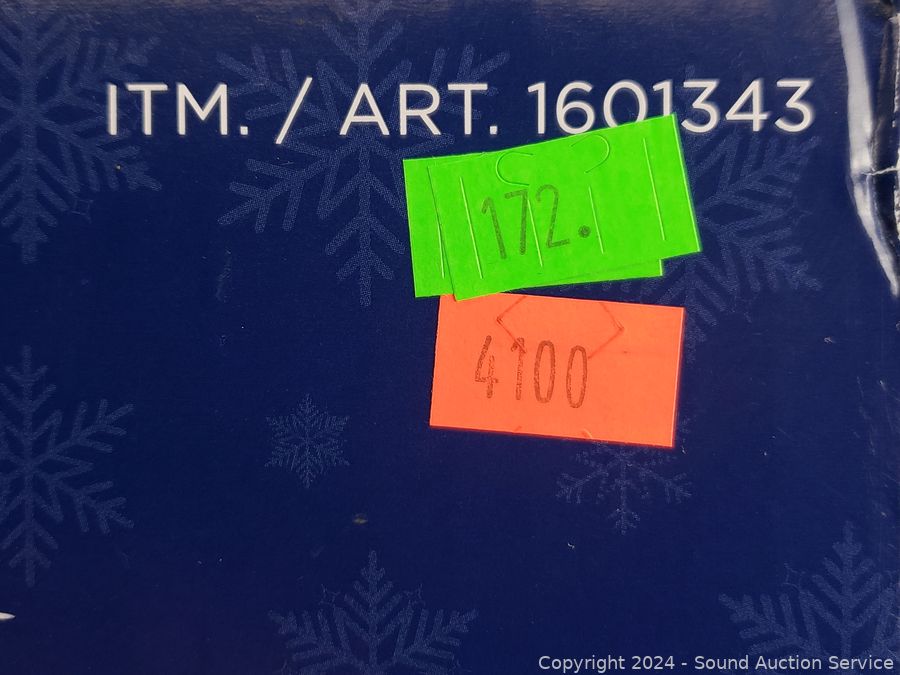 ITM. / ART. 1601343
172.
4100
Copyright 2024 - Sound Auction Service